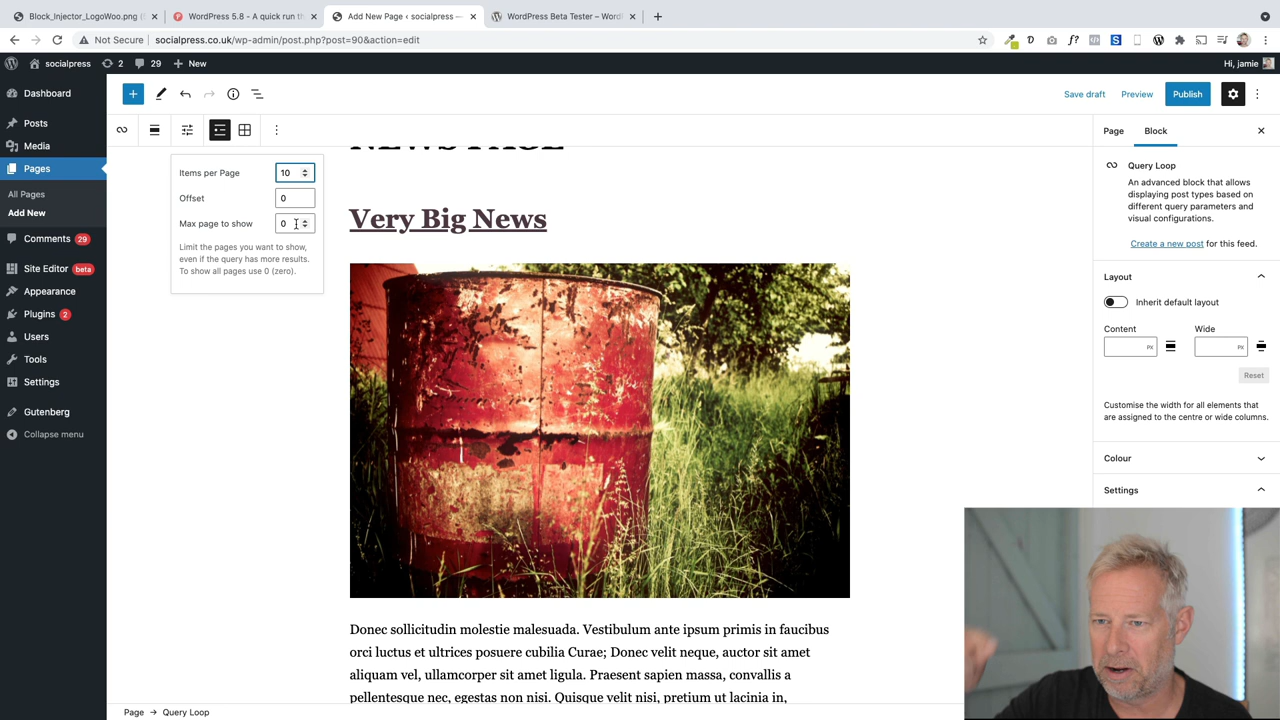 Block_Injector_LogoWoo.png (
WordPress 5.8 - A quick run th
Add New Page ‹ socialpress —
WordPress Beta Tester – Word
Not Secure
socialpress.co.uk/wp-admin/post.php?post=90&action=edit
socialpress
2
29
New
Hi, jamie
Dashboard
Posts
Media
Pages
All Pages
Add New
Comments 29
Site Editor beta
Appearance
Plugins 2
Users
Tools
Settings
Gutenberg
Collapse menu
Save draft
Preview
Publish
Items per Page 10
Offset 0
Max page to show 0
Limit the pages you want to show,
even if the query has more results.
To show all pages use 0 (zero).
NEWS PAGE
Very Big News
Donec sollicitudin molestie malesuada. Vestibulum ante ipsum primis in faucibus
orci luctus et ultrices posuere cubilia Curae; Donec velit neque, auctor sit amet
aliquam vel, ullamcorper sit amet ligula. Praesent sapien massa, convallis a
pellentesque nec, egestas non nisi. Quisque velit nisi, pretium ut lacinia in,
Page
Block
Query Loop
An advanced block that allows
displaying post types based on
different query parameters and
visual configurations.
Create a new post for this feed.
Layout
Inherit default layout
Content
Wide
PX
PX
Reset
Customise the width for all elements that
are assigned to the centre or wide columns.
Colour
Settings
Page → Query Loop